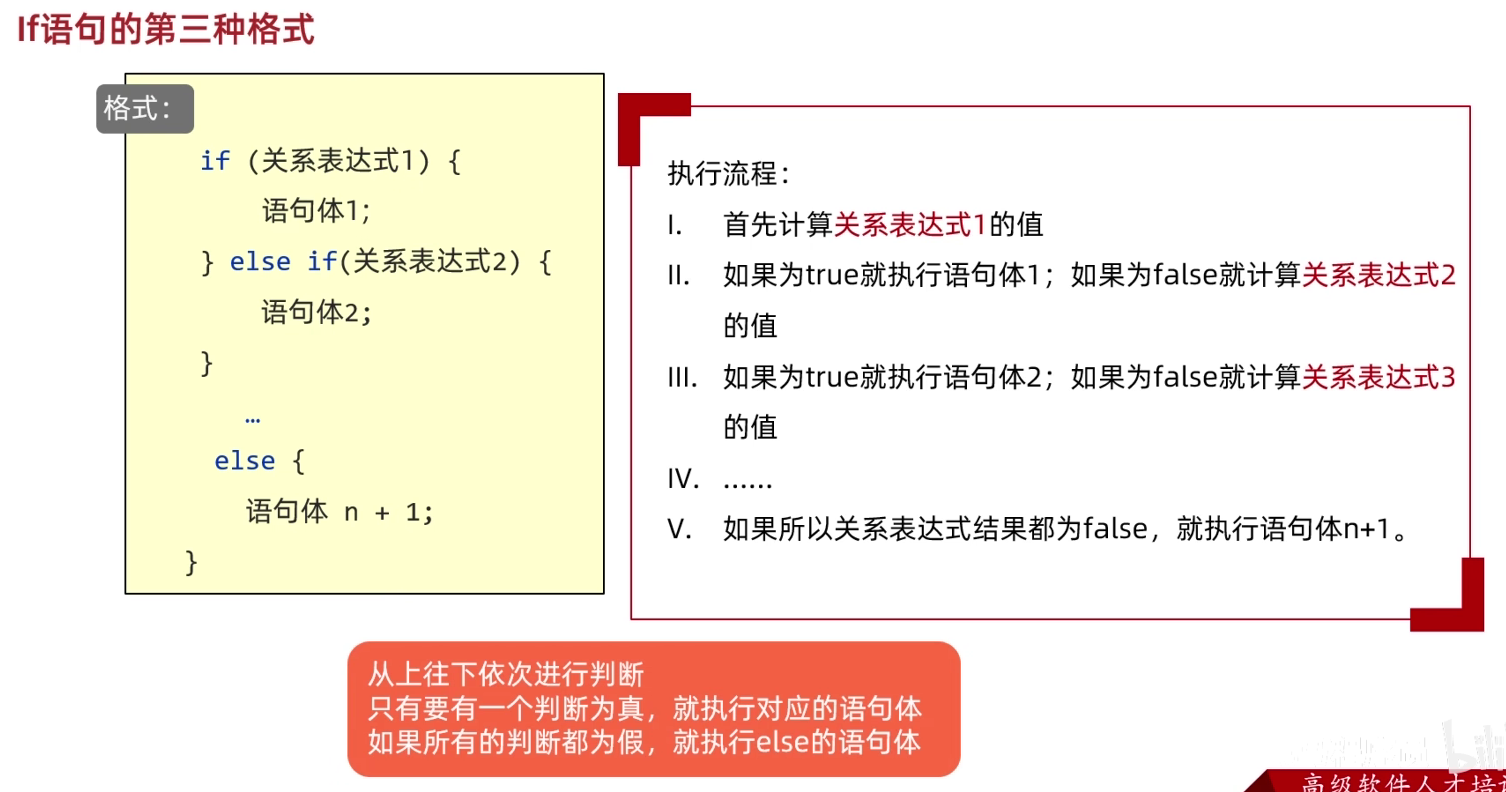 If语句的第三种格式
格式：
if (关系表达式1) {
语句体1;
} else if(关系表达式2) {
语句体2;
}
…
else {
语句体 n + 1;
}
执行流程：
I. 首先计算关系表达式1的值
II. 如果为true就执行语句体1；如果为false就计算关系表达式2
的值
III. 如果为true就执行语句体2；如果为false就计算关系表达式3
的值
IV. ……
V. 如果所以关系表达式结果都为false，就执行语句体n+1。
从上往下依次进行判断
只有要有一个判断为真，就执行对应的语句体
如果所有的判断都为假，就执行else的语句体
bili
高级软件人才培